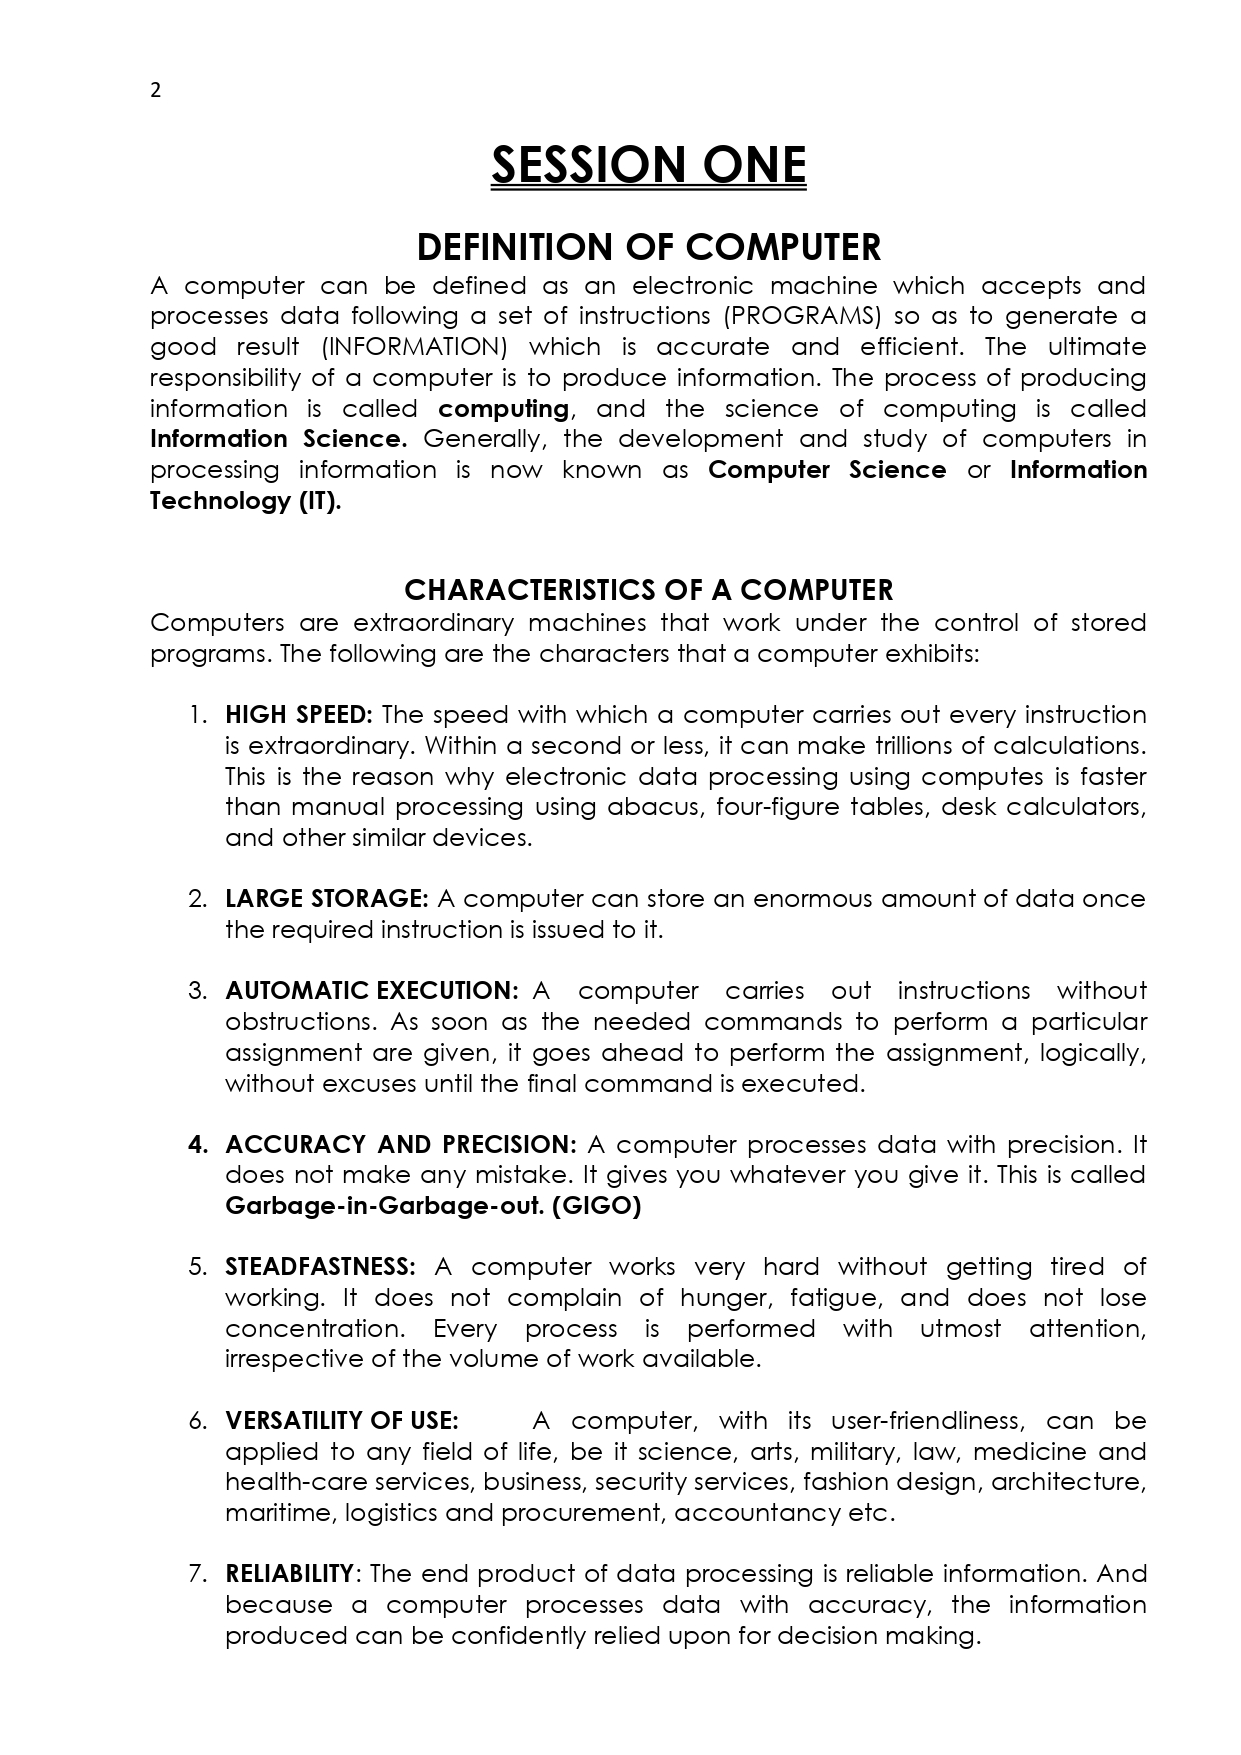 2
SESSION ONE
DEFINITION OF COMPUTER
A computer can be defined as an electronic machine which accepts and
processes data following a set of instructions (PROGRAMS) so as to generate a
good result (INFORMATION) which is accurate and efficient. The ultimate
responsibility of a computer is to produce information. The process of producing
information is called computing, and the science of computing is called
Information Science. Generally, the development and study of computers in
processing information is now known as Computer Science or Information
Technology (IT).
CHARACTERISTICS OF A COMPUTER
Computers are extraordinary machines that work under the control of stored
programs. The following are the characters that a computer exhibits:
1. HIGH SPEED: The speed with which a computer carries out every instruction
is extraordinary. Within a second or less, it can make trillions of calculations.
This is the reason why electronic data processing using computes is faster
than manual processing using abacus, four-figure tables, desk calculators,
and other similar devices.
2. LARGE STORAGE: A computer can store an enormous amount of data once
the required instruction is issued to it.
3. AUTOMATIC EXECUTION: A computer carries out instructions without
obstructions. As soon as the needed commands to perform a particular
assignment are given, it goes ahead to perform the assignment, logically,
without excuses until the final command is executed.
4. ACCURACY AND PRECISION: A computer processes data with precision. It
does not make any mistake. It gives you whatever you give it. This is called
Garbage-in-Garbage-out. (GIGO)
5. STEADFASTNESS: A computer works very hard without getting tired of
working. It does not complain of hunger, fatigue, and does not lose
concentration. Every process is performed with utmost attention,
irrespective of the volume of work available.
6. VERSATILITY OF USE: A computer, with its user-friendliness, can be
applied to any field of life, be it science, arts, military, law, medicine and
health-care services, business, security services, fashion design, architecture,
maritime, logistics and procurement, accountancy etc.
7. RELIABILITY: The end product of data processing is reliable information. And
because a computer processes data with accuracy, the information
produced can be confidently relied upon for decision making.